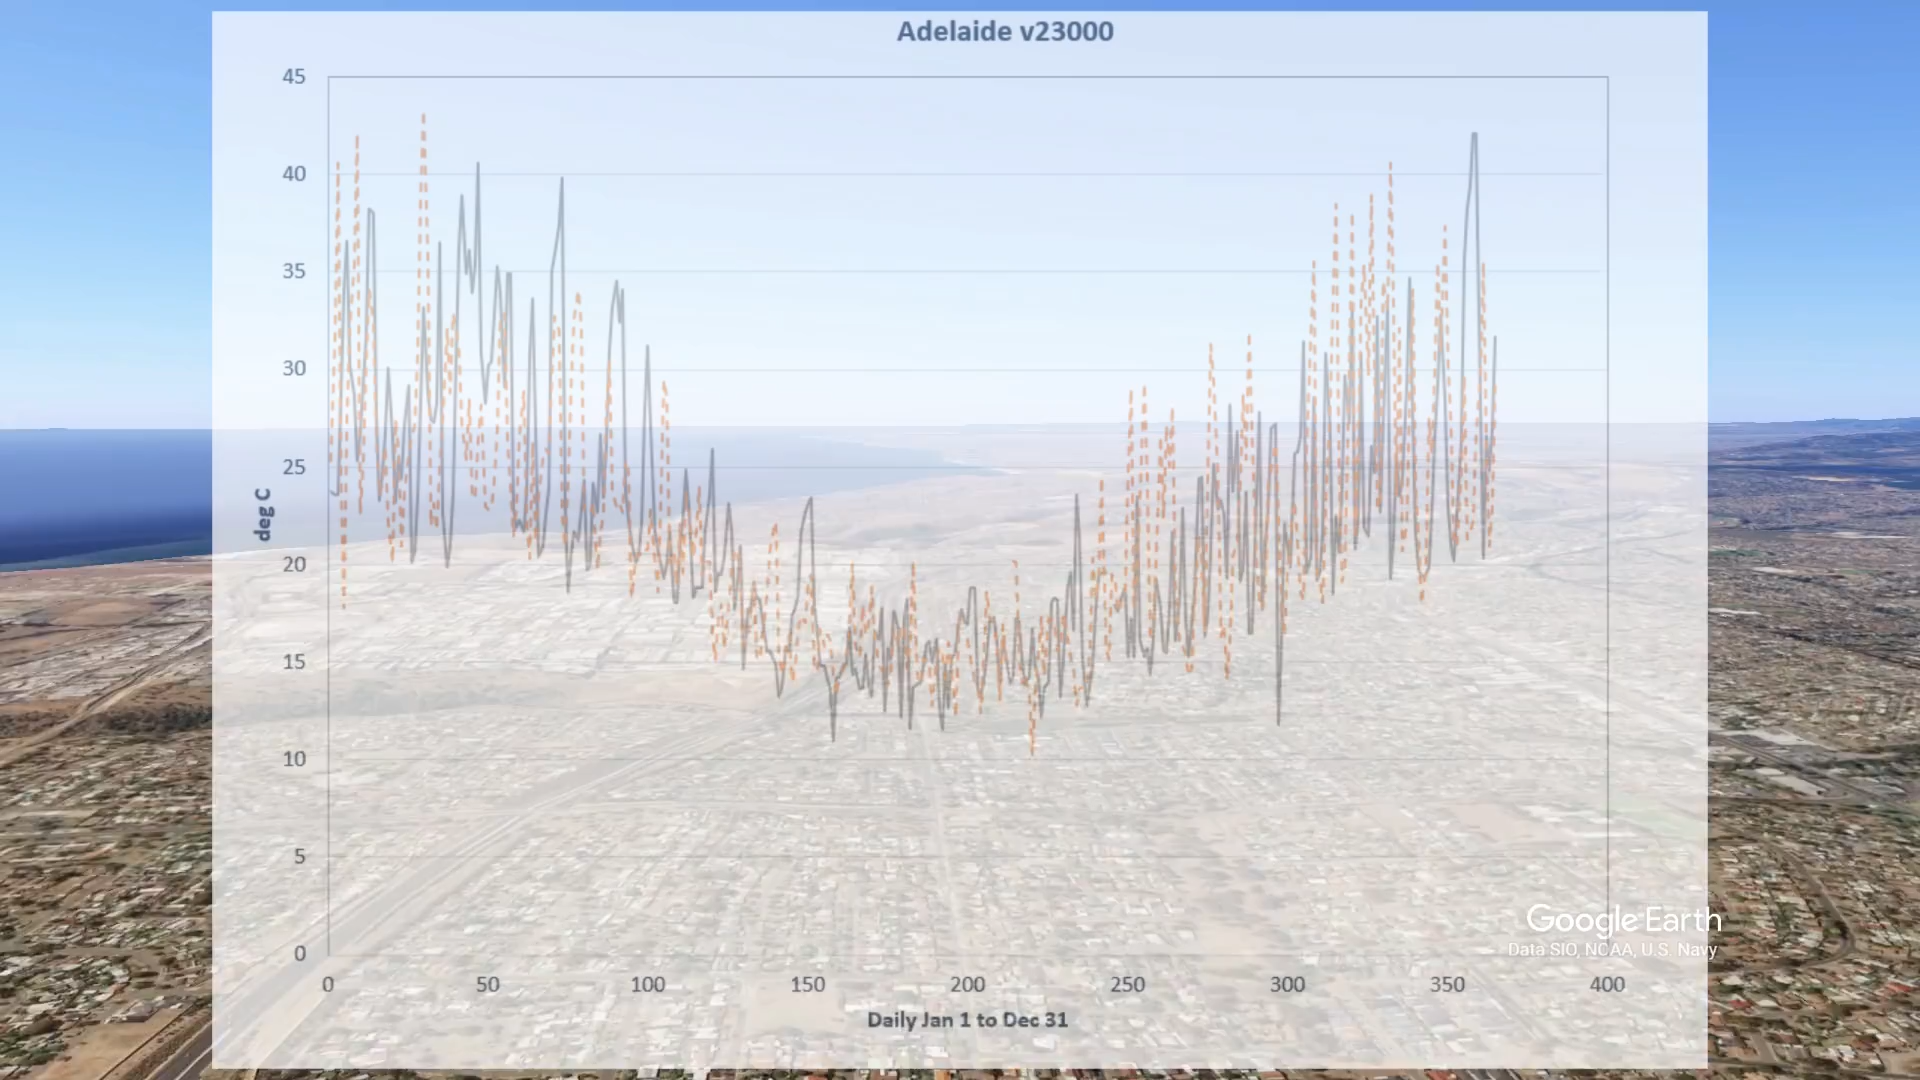 Adelaide v23000
45
40
35
30
25
20
15
10
5
0
deg C
0 50 100 150 200 250 300 350 400
Daily Jan 1 to Dec 31
Google Earth
Data SIO, NOAA, U.S. Navy